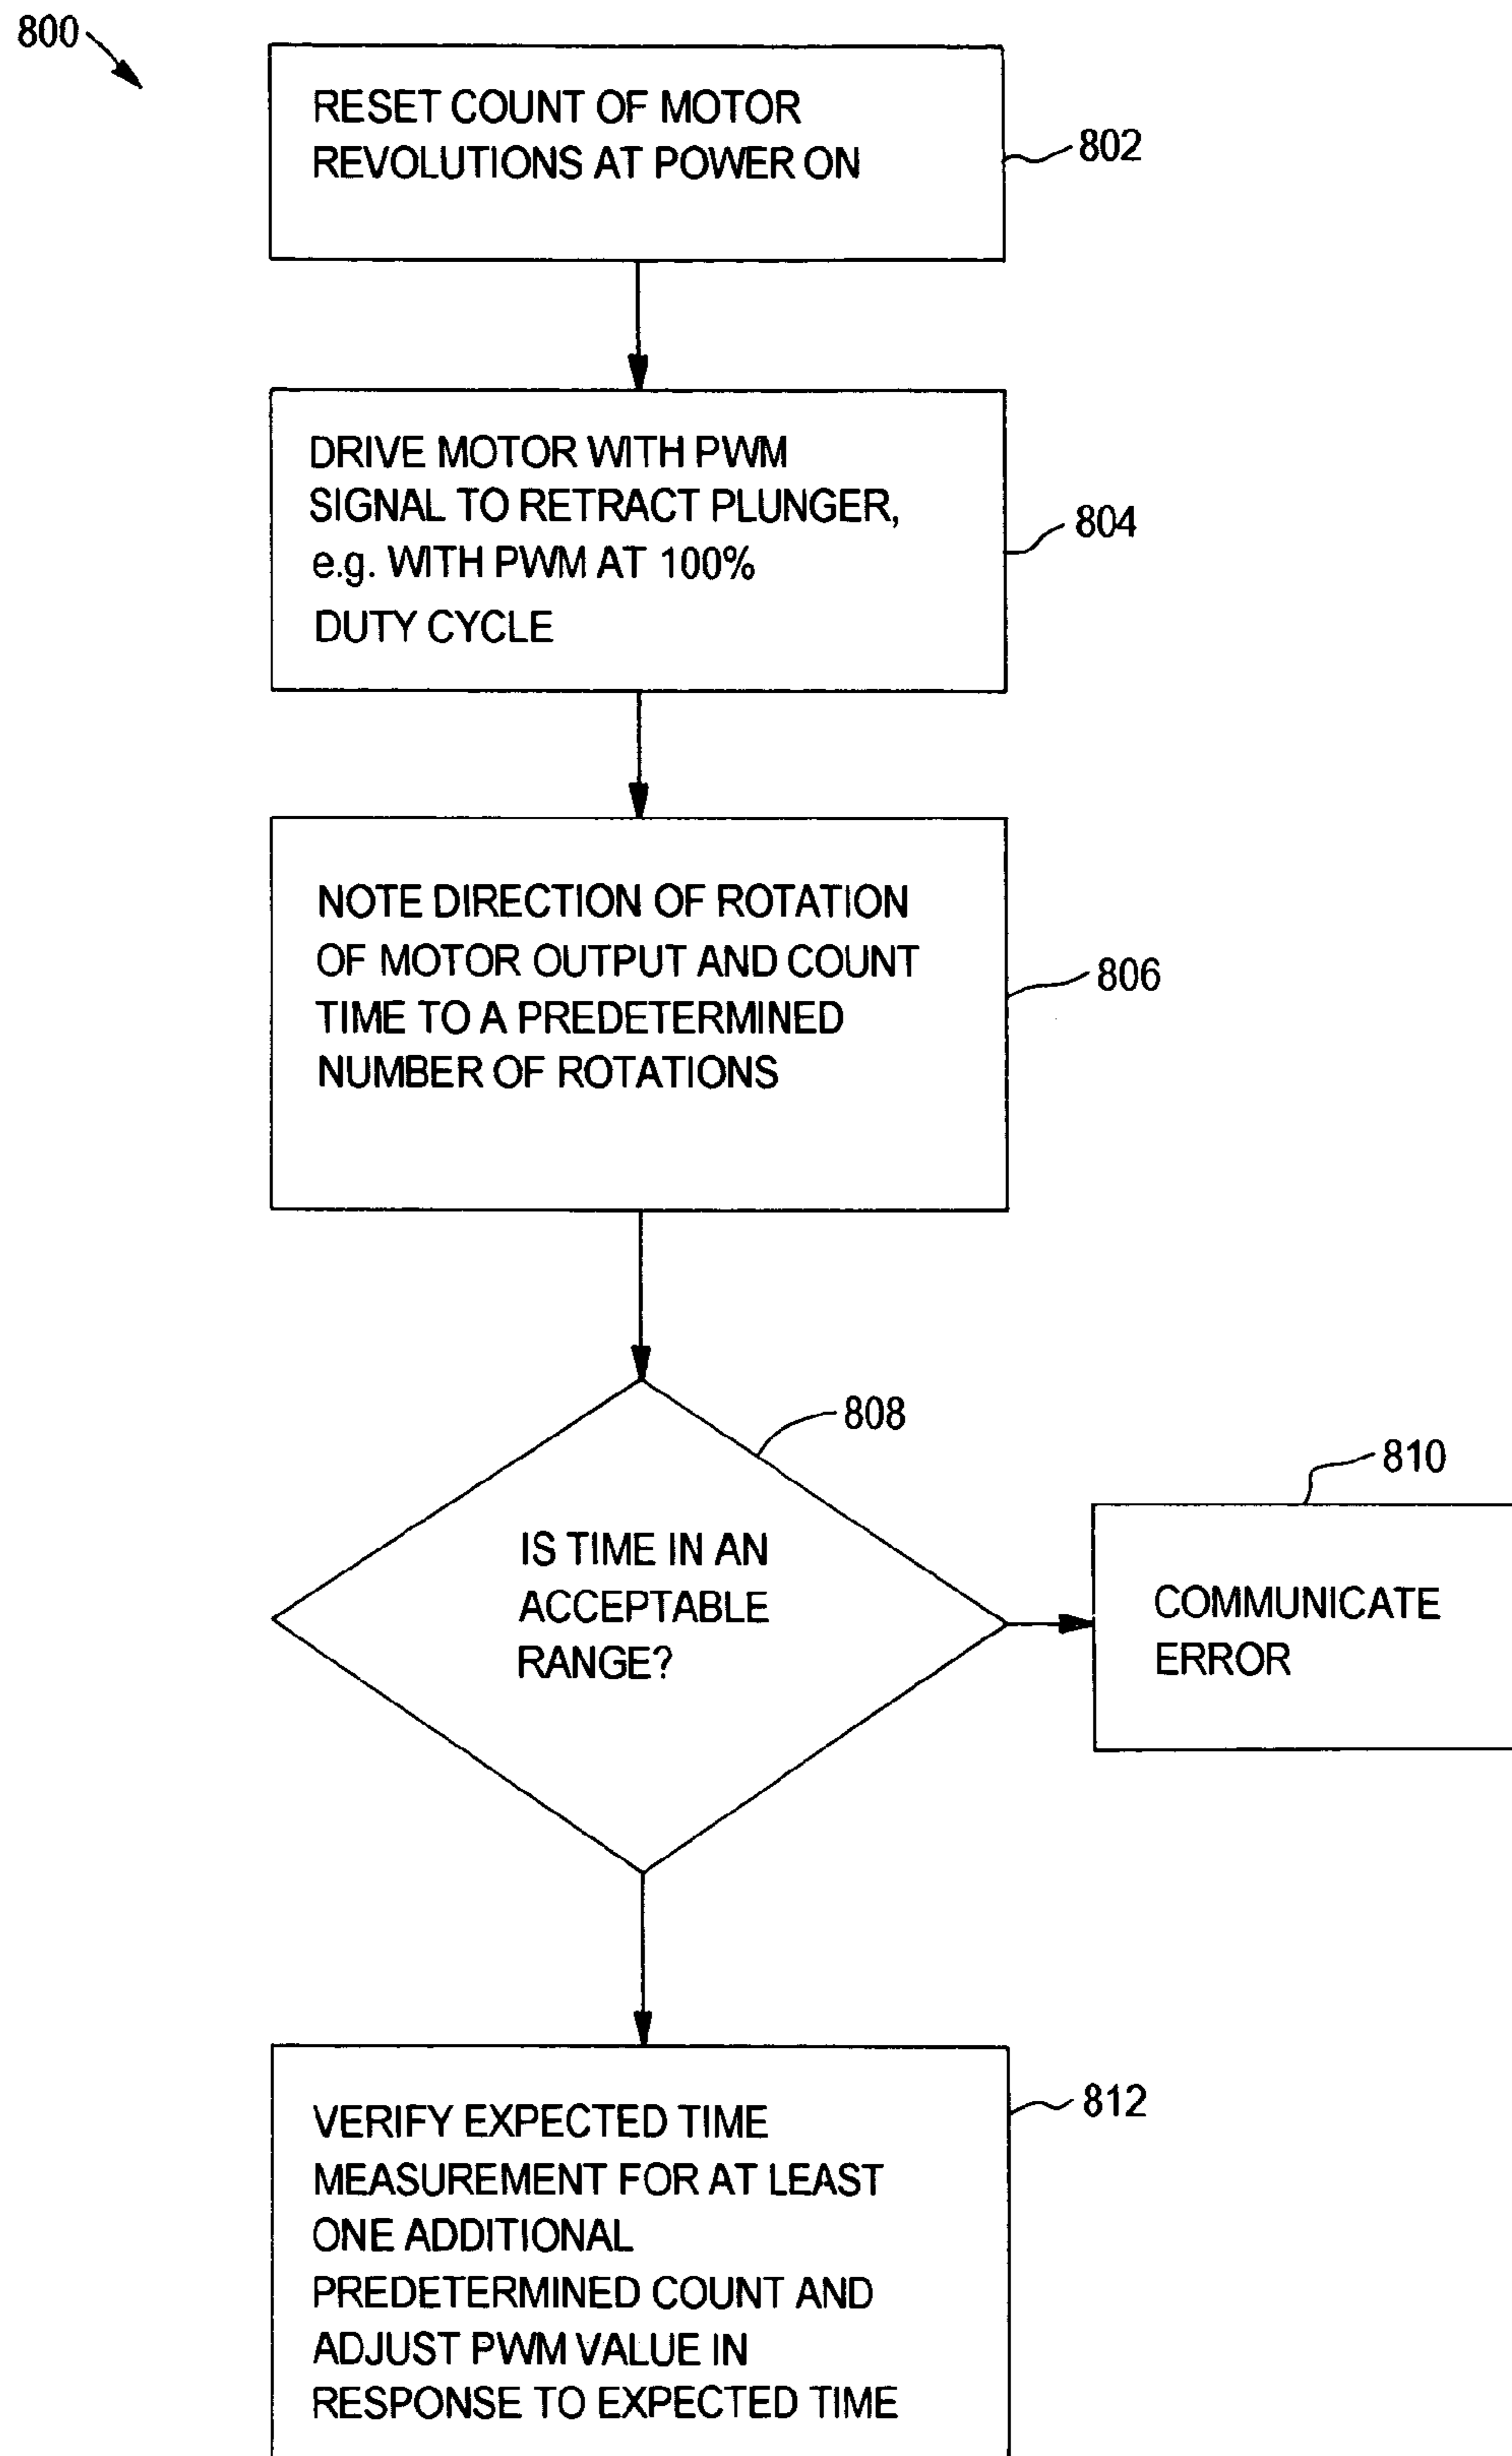 800
RESET COUNT OF MOTOR
REVOLUTIONS AT POWER ON
802
DRIVE MOTOR WITH PWM
SIGNAL TO RETRACT PLUNGER,
e.g. WITH PWM AT 100%
DUTY CYCLE
804
NOTE DIRECTION OF ROTATION
OF MOTOR OUTPUT AND COUNT
TIME TO A PREDETERMINED
NUMBER OF ROTATIONS
806
808
IS TIME IN AN
ACCEPTABLE
RANGE?
810
COMMUNICATE
ERROR
VERIFY EXPECTED TIME
MEASUREMENT FOR AT LEAST
ONE ADDITIONAL
PREDETERMINED COUNT AND
ADJUST PWM VALUE IN
RESPONSE TO EXPECTED TIME
812